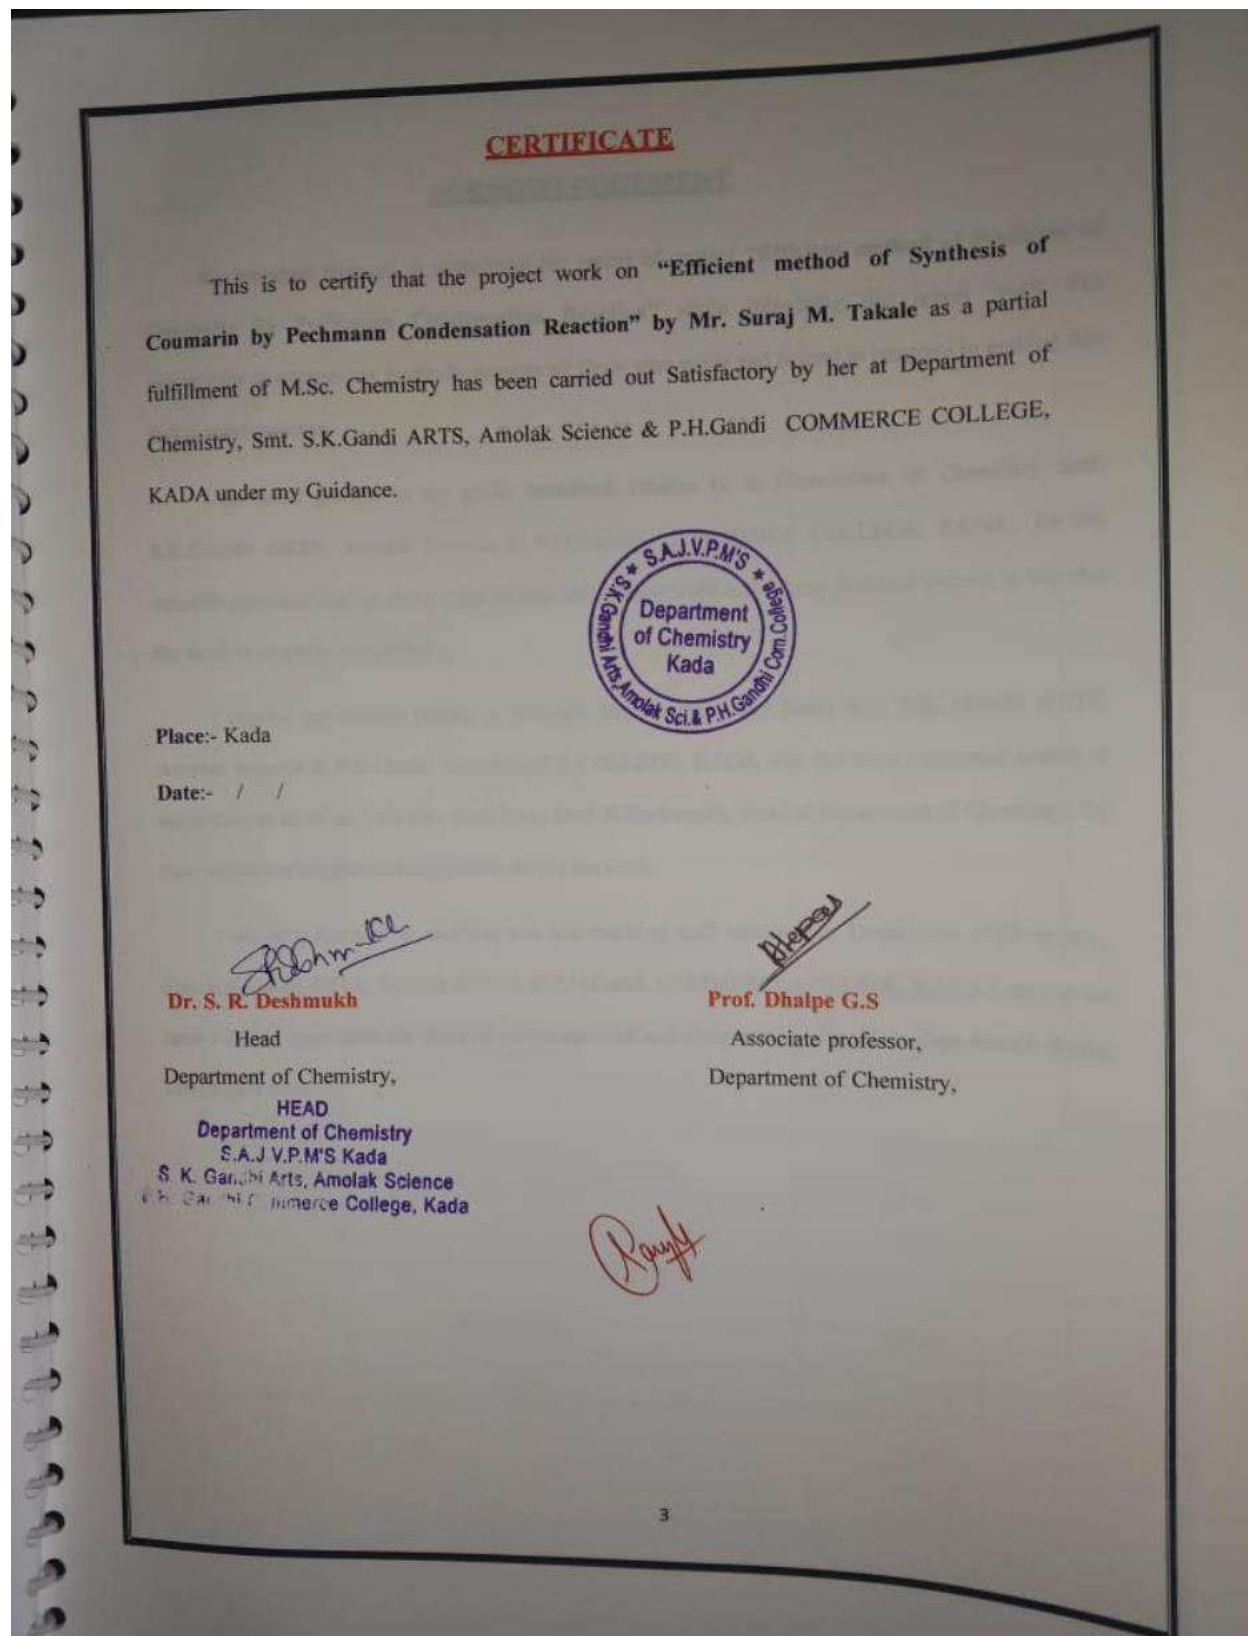 CERTIFICATE
This is to certify that the project work on “Efficient method of Synthesis of
Coumarin by Pechmann Condensation Reaction” by Mr. Suraj M. Takale as a partial
fulfillment of M.Sc. Chemistry has been carried out Satisfactory by her at Department of
Chemistry, Smt. S.K.Gandi ARTS, Amolak Science & P.H.Gandi COMMERCE COLLEGE,
KADA under my Guidance.
★ S.A.J.V.P.M'S ★
S.K.Gandhi Arts,Amolak Sci.& P.H.Gandhi Com.College
Department
of Chemistry
Kada
Place:- Kada
Date:- / /
Dr. S. R. Deshmukh
Prof. Dhalpe G.S
Head
Associate professor,
Department of Chemistry,
Department of Chemistry,
HEAD
Department of Chemistry
S.A.J V.P.M'S Kada
S. K. Gandhi Arts, Amolak Science
College, Kada
3